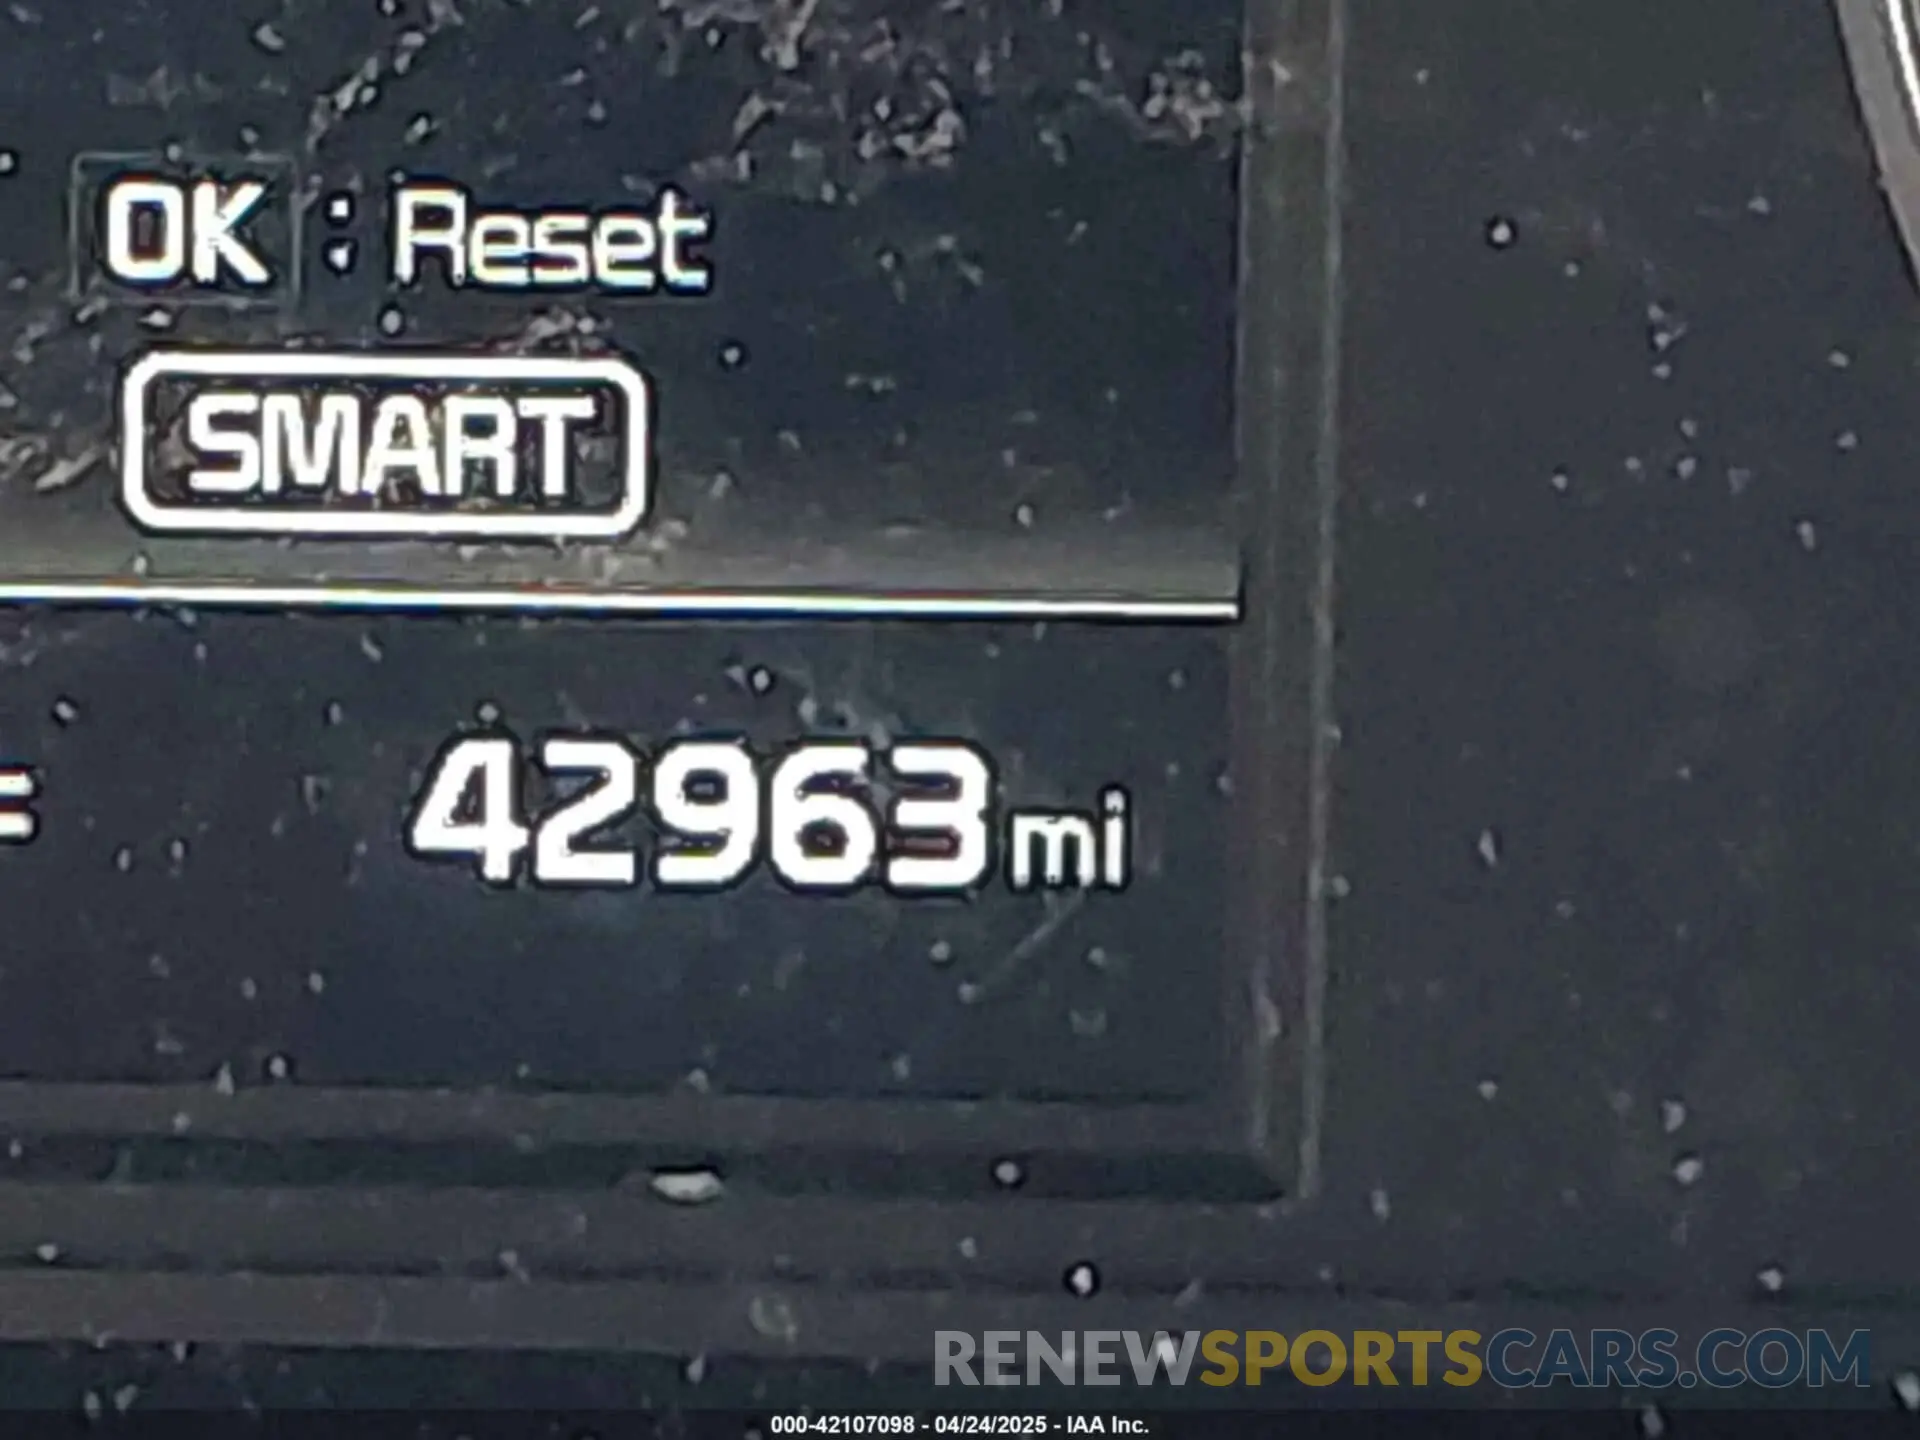 OK : Reset
SMART
42963 mi
RENEWSPORTSCARS.COM
000-42107098 - 04/24/2025 - IAA Inc.